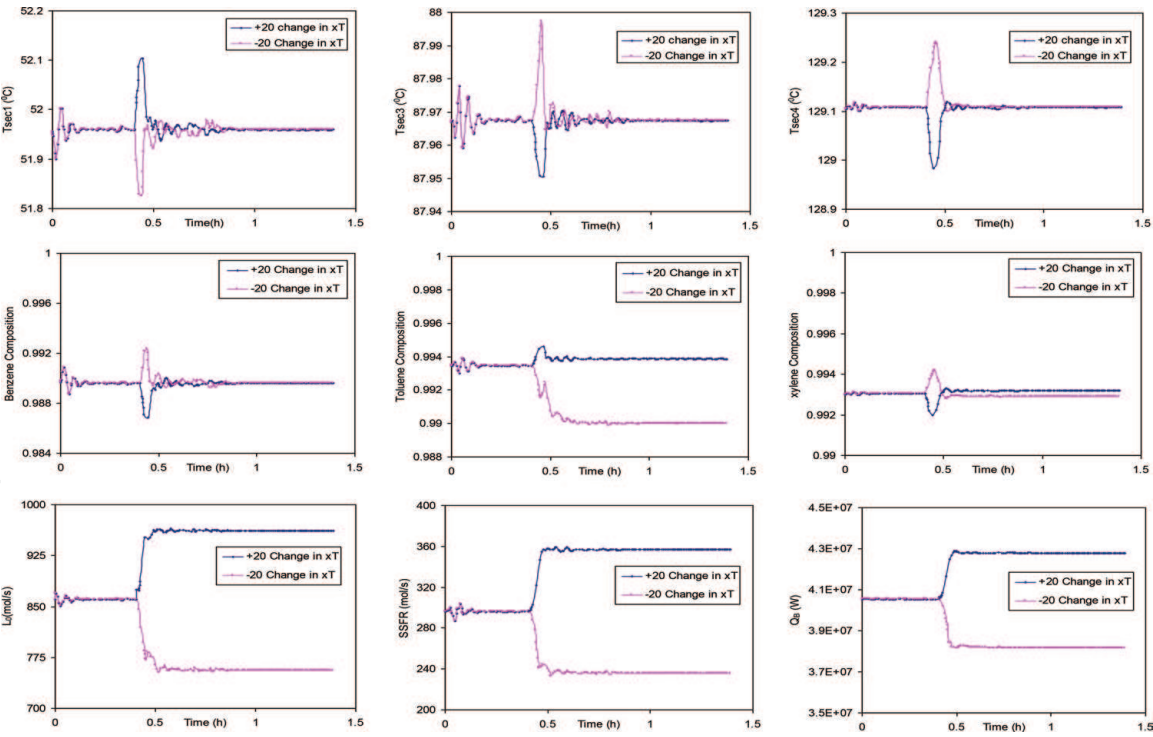 52.2
52.1
52
51.9
51.8
Tsec1 (⁰C)
+20 change in xT
-20 Change in xT
0
0.5
Time(h)
1
1.5
88
87.99
87.98
87.97
87.96
87.95
87.94
Tsec3 (⁰C)
+20 change in xT
-20 Change in xT
0
0.5
Time(h)
1
1.5
129.3
129.2
129.1
129
128.9
Tsec4 (⁰C)
+20 change in xT
-20 Change in xT
0
0.5
Time(h)
1
1.5
1
0.996
0.992
0.988
0.984
Benzene Composition
+20 Change in xT
-20 Change in xT
0
0.5
Time (h)
1
1.5
1
0.998
0.996
0.994
0.992
0.99
0.988
Toluene Composition
+20 Change in xT
-20 Change in xT
0
0.5
Time (h)
1
1.5
1
0.998
0.996
0.994
0.992
0.99
xylene Composition
+20 Change in xT
-20 Change in xT
0
0.5
Time (h)
1
1.5
1000
925
850
775
700
L₀(mol/s)
+20 Change in xT
-20 Change in xT
0
0.5
Time (h)
1
1.5
400
360
320
280
240
200
SSFR (mol/s)
+20 Change in xT
-20 Change in xT
0
0.5
Time (h)
1
1.5
4.5E+07
4.3E+07
4.1E+07
3.9E+07
3.7E+07
3.5E+07
Q_B (W)
+20 Change in xT
-20 Change in xT
0
0.5
Time (h)
1
1.5